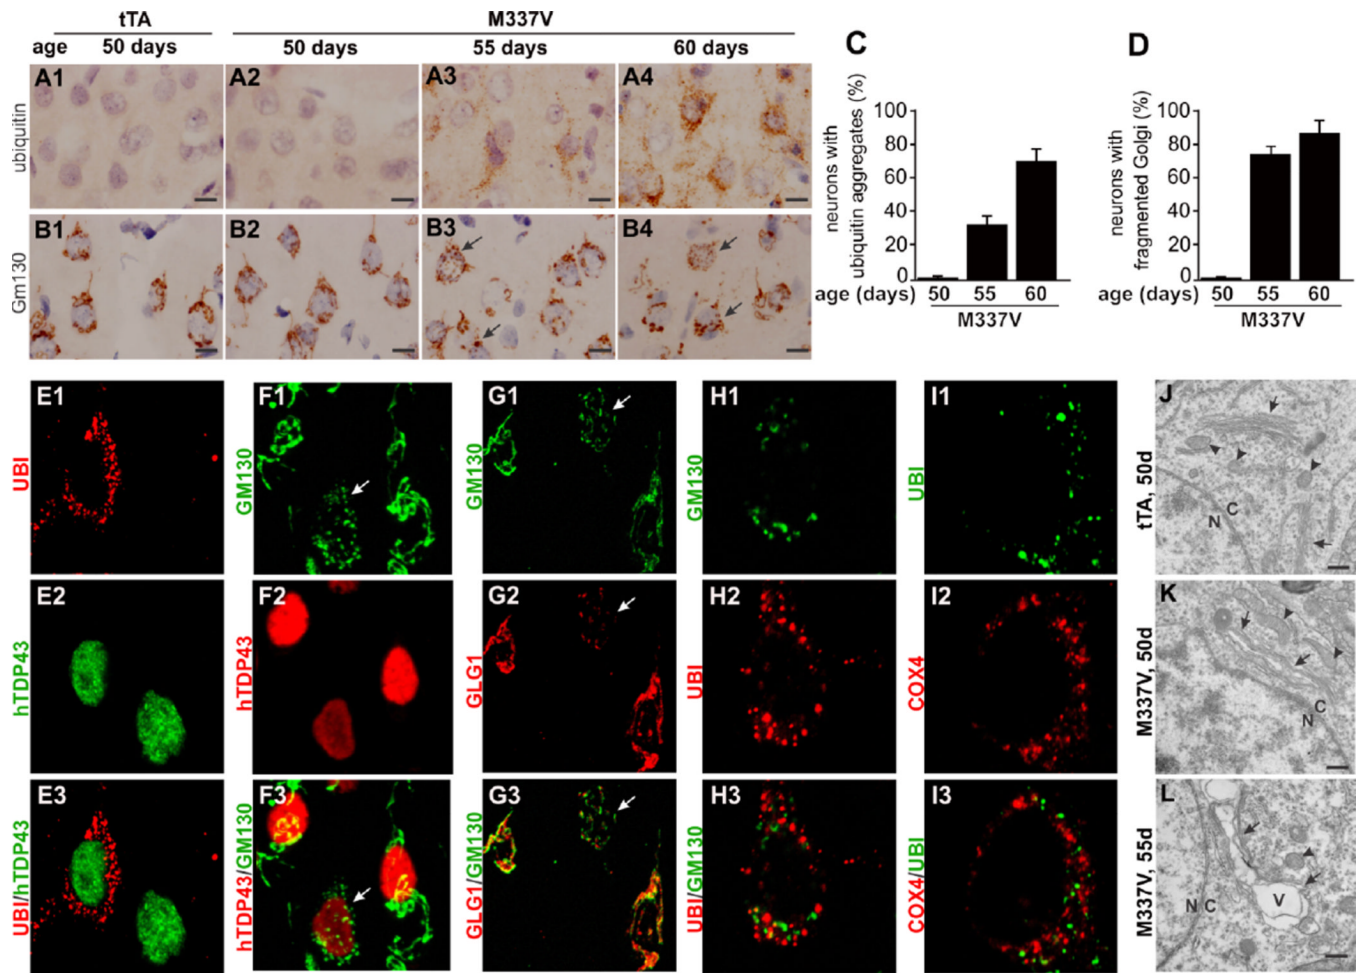 tTA
M337V
age
50 days
50 days
55 days
60 days
ubiquitin
A1
A2
A3
A4
Gm130
B1
B2
B3
B4
C
neurons with
ubiquitin aggregates (%)
100
80
60
40
20
0
age (days)
50
55
60
M337V
D
neurons with
fragmented Golgi (%)
100
80
60
40
20
0
age (days)
50
55
60
M337V
UBI
E1
GM130
F1
GM130
G1
GM130
H1
UBI
I1
tTA, 50d
J
N
C
hTDP43
E2
hTDP43
F2
GLG1
G2
UBI
H2
COX4
I2
M337V, 50d
K
N
C
UBI/hTDP43
E3
hTDP43/GM130
F3
GLG1/GM130
G3
UBI/GM130
H3
COX4/UBI
I3
M337V, 55d
L
N
C
V